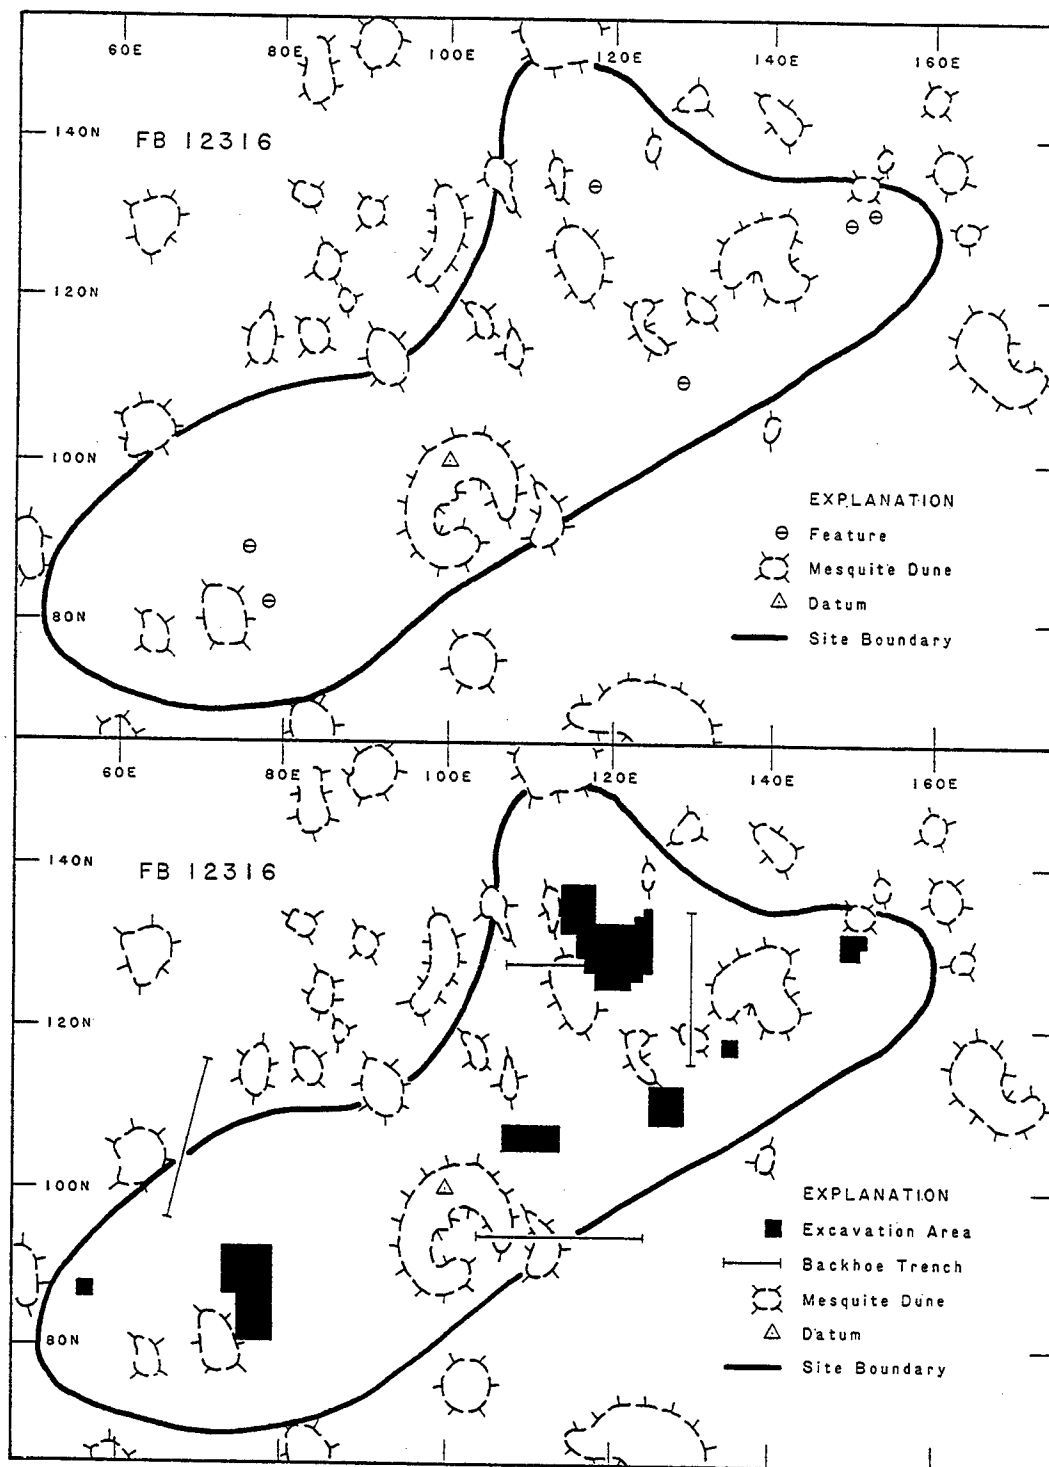 60E 80E 100E 120E 140E 160E
140N
FB 12316
120N
100N
EXPLANATION
Feature
Mesquite Dune
80N
Datum
Site Boundary
60E 80E 100E 120E 140E 160E
140N
FB 12316
120N
100N
EXPLANATION
Excavation Area
Backhoe Trench
Mesquite Dune
80N
Datum
Site Boundary